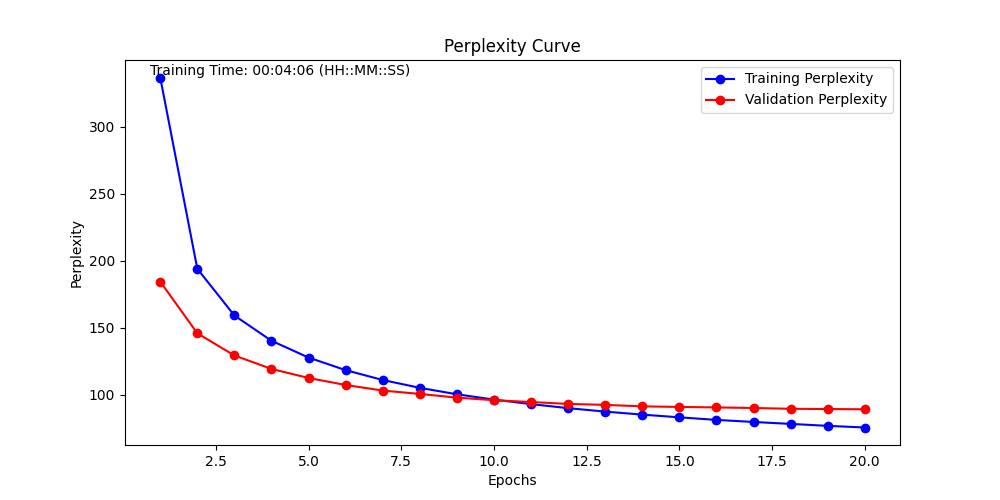 Perplexity Curve
Training Time: 00:04:06 (HH::MM::SS)
Training Perplexity
Validation Perplexity
300
250
200
150
100
Perplexity
2.5
5.0
7.5
10.0
12.5
15.0
17.5
20.0
Epochs